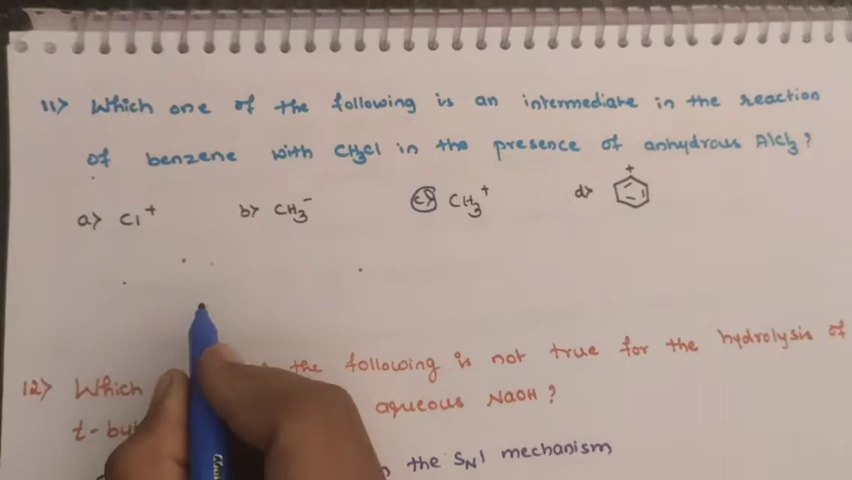 11> Which one of the following is an intermediate in the reaction
of benzene with CH3Cl in the presence of anhydrous AlCl3?
a> Cl+ b> CH3- c> CH3+ d> +
12> Which the following is not true for the hydrolysis of
t- aqueous NaOH?
the SN1 mechanism